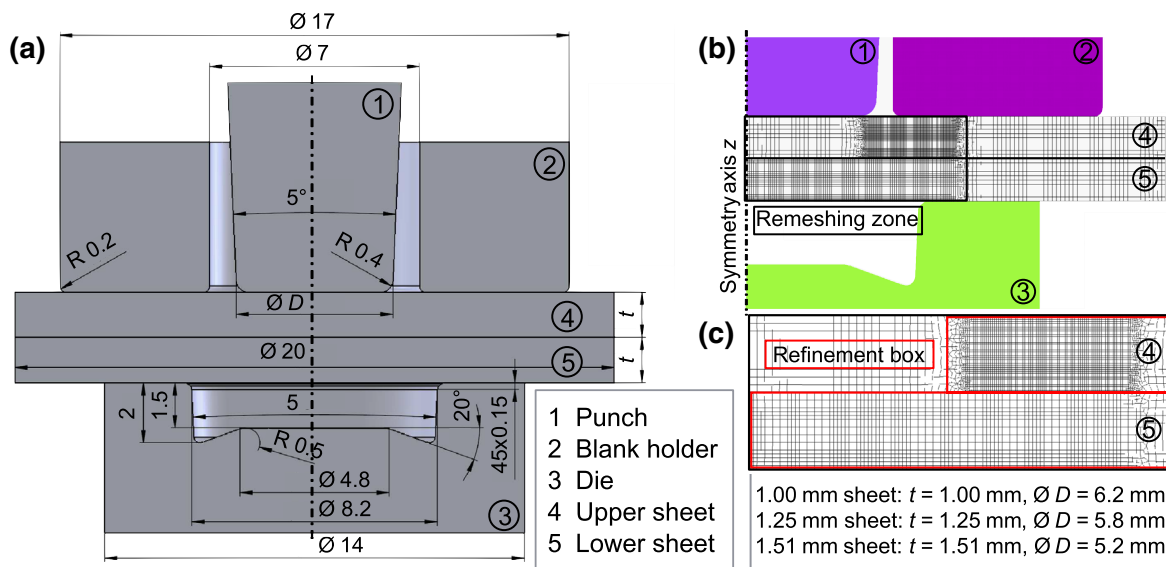 (a)
Ø 17
Ø 7
1
2
5°
R 0.2
R 0.4
Ø D
4
t
Ø 20
5
t
2
1.5
5
20°
45x0.15
R 0.5
Ø 4.8
Ø 8.2
3
Ø 14
1 Punch
2 Blank holder
3 Die
4 Upper sheet
5 Lower sheet
(b)
1
2
Symmetry axis z
4
5
Remeshing zone
3
(c)
Refinement box
4
5
1.00 mm sheet: t = 1.00 mm, Ø D = 6.2 mm
1.25 mm sheet: t = 1.25 mm, Ø D = 5.8 mm
1.51 mm sheet: t = 1.51 mm, Ø D = 5.2 mm